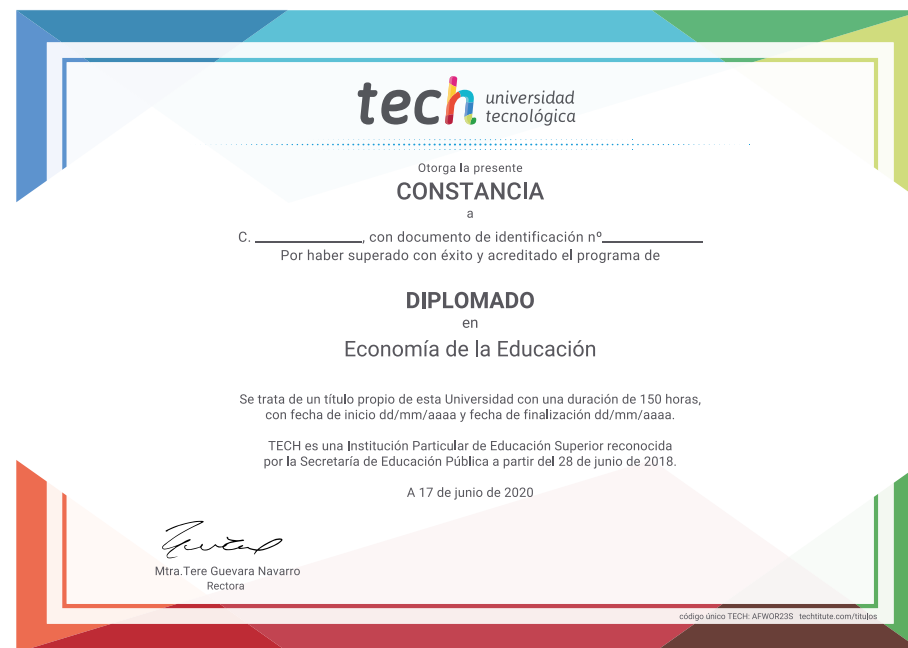 tech universidad
tecnológica
Otorga la presente
CONSTANCIA
a
C. ______________, con documento de identificación nº_____________
Por haber superado con éxito y acreditado el programa de
DIPLOMADO
en
Economía de la Educación
Se trata de un título propio de esta Universidad con una duración de 150 horas,
con fecha de inicio dd/mm/aaaa y fecha de finalización dd/mm/aaaa.
TECH es una Institución Particular de Educación Superior reconocida
por la Secretaría de Educación Pública a partir del 28 de junio de 2018.
A 17 de junio de 2020
Mtra.Tere Guevara Navarro
Rectora
código único TECH: AFWOR23S techtitute.com/titulos